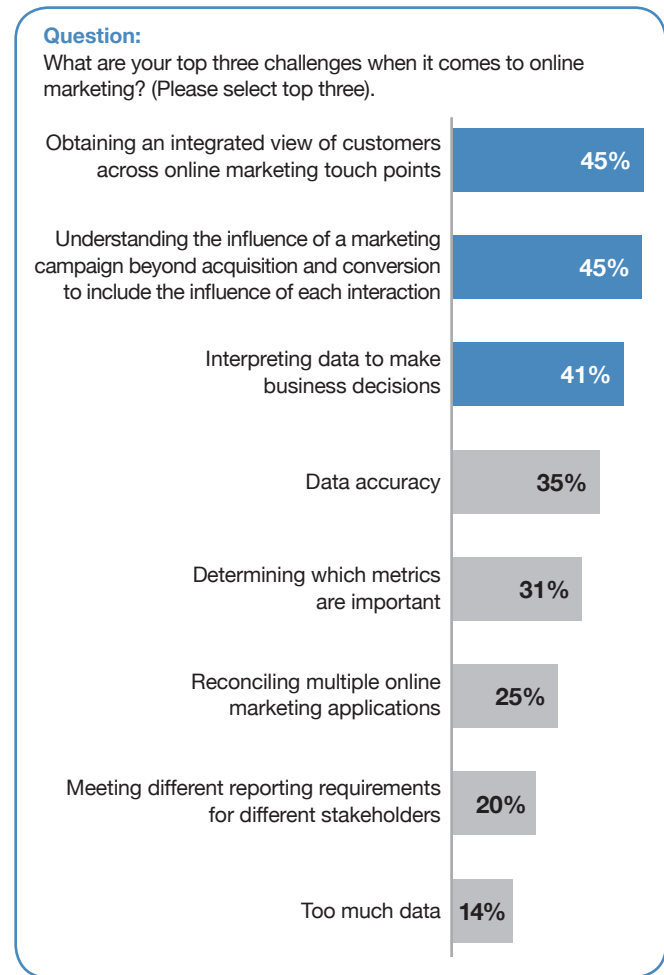 Question:
What are your top three challenges when it comes to online
marketing? (Please select top three).
Obtaining an integrated view of customers
across online marketing touch points
45%
Understanding the influence of a marketing
campaign beyond acquisition and conversion
to include the influence of each interaction
45%
Interpreting data to make
business decisions
41%
Data accuracy
35%
Determining which metrics
are important
31%
Reconciling multiple online
marketing applications
25%
Meeting different reporting requirements
for different stakeholders
20%
Too much data
14%